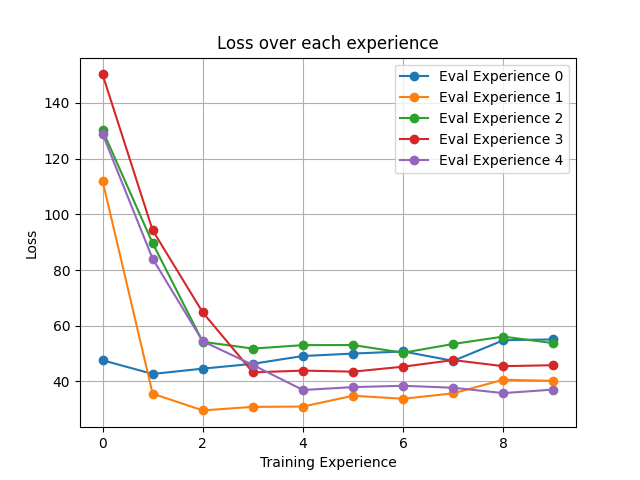 Loss over each experience
Eval Experience 0
Eval Experience 1
Eval Experience 2
Eval Experience 3
Eval Experience 4
Loss
140
120
100
80
60
40
0 2 4 6 8
Training Experience